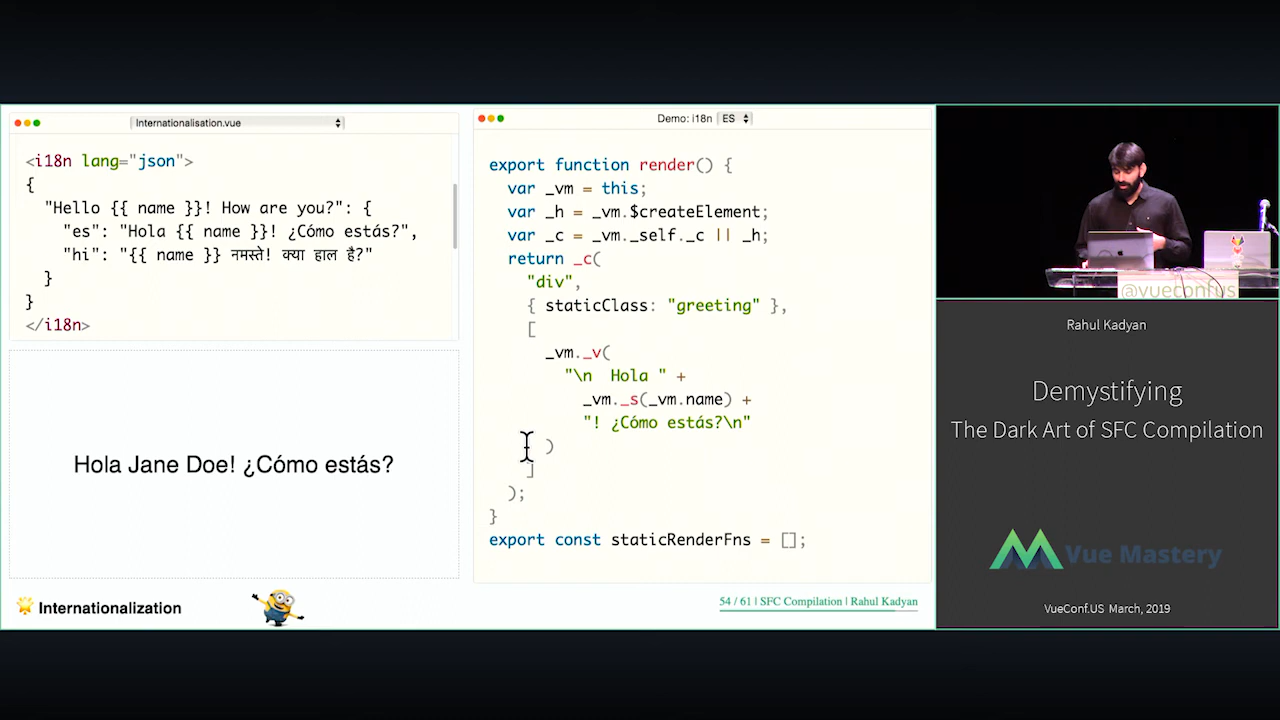 Internationalisation.vue
<i18n lang="json">
{
"Hello {{ name }}! How are you?": {
"es": "Hola {{ name }}! ¿Cómo estás?",
"hi": "{{ name }} नमस्ते! क्या हाल है?"
}
}
</i18n>
Hola Jane Doe! ¿Cómo estás?
Internationalization
Demo: i18n ES
export function render() {
var _vm = this;
var _h = _vm.$createElement;
var _c = _vm._self._c || _h;
return _c(
"div",
{ staticClass: "greeting" },
[
_vm._v(
"\n  Hola " +
_vm._s(_vm.name) +
"! ¿Cómo estás?\n"
)
]
);
}
export const staticRenderFns = [];
54 / 61 | SFC Compilation | Rahul Kadyan
@vueconfus
Rahul Kadyan
Demystifying
The Dark Art of SFC Compilation
Vue Mastery
VueConf.US March, 2019